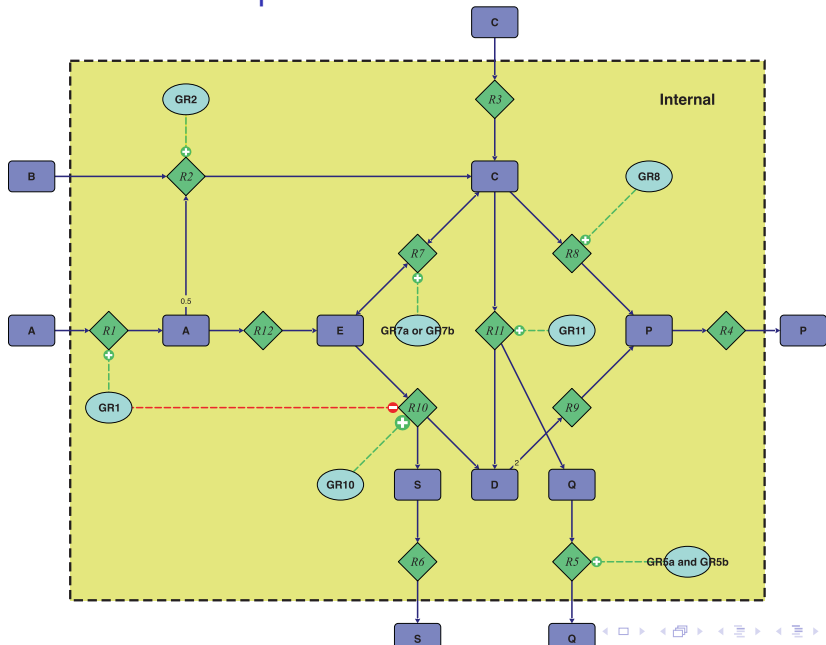 C
R3
Internal
GR2
B
R2
C
GR8
R7
R8
0.5
A
R1
A
R12
E
GR7a or GR7b
R11
GR11
P
R4
P
GR1
R10
R9
2
GR10
S
D
Q
R6
R5
GR5a and GR5b
S
Q